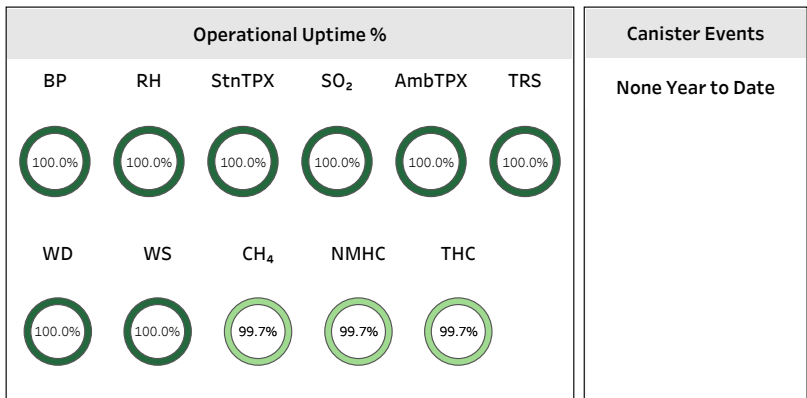 Operational Uptime %
BP RH StnTPX SO₂ AmbTPX TRS
100.0% 100.0% 100.0% 100.0% 100.0% 100.0%
WD WS CH₄ NMHC THC
100.0% 100.0% 99.7% 99.7% 99.7%
Canister Events
None Year to Date